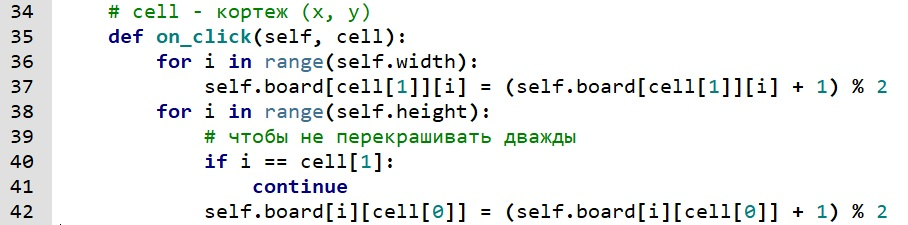 34 # cell - кортеж (x, y)
35 def on_click(self, cell):
36 for i in range(self.width):
37 self.board[cell[1]][i] = (self.board[cell[1]][i] + 1) % 2
38 for i in range(self.height):
39 # чтобы не перекрашивать дважды
40 if i == cell[1]:
41 continue
42 self.board[i][cell[0]] = (self.board[i][cell[0]] + 1) % 2